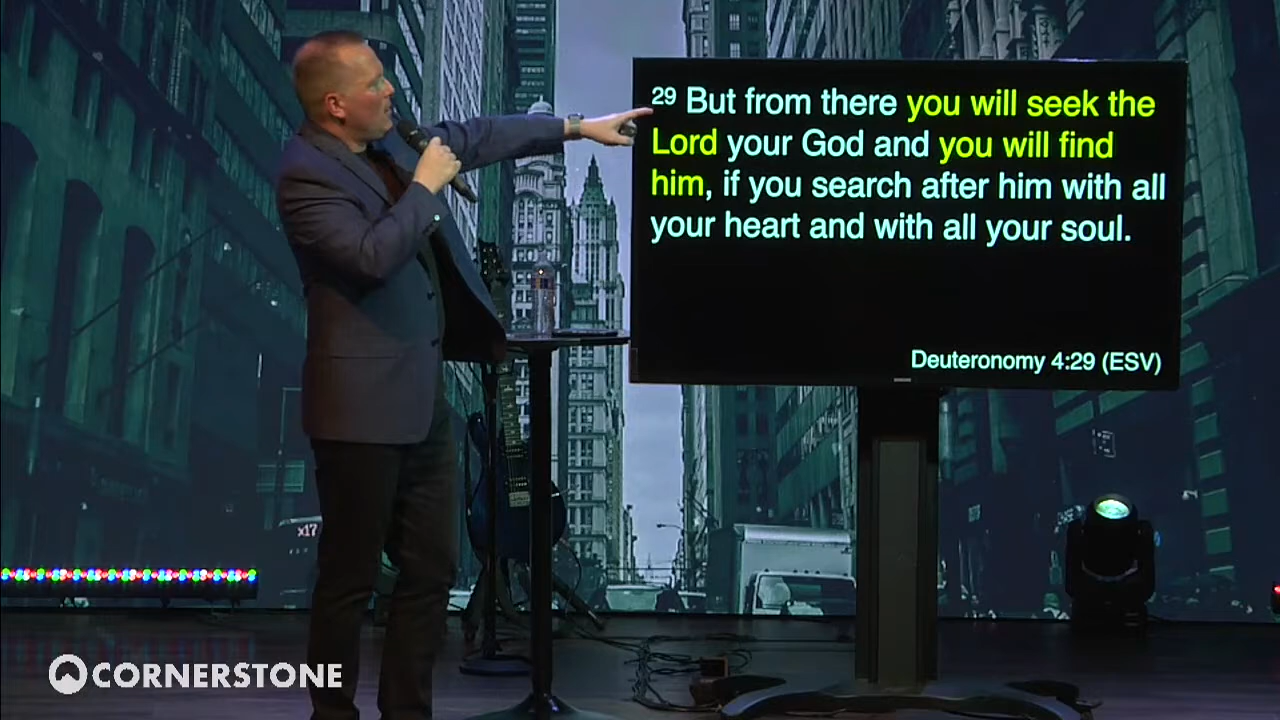 29 But from there you will seek the
Lord your God and you will find
him, if you search after him with all
your heart and with all your soul.
Deuteronomy 4:29 (ESV)
x17
CORNERSTONE